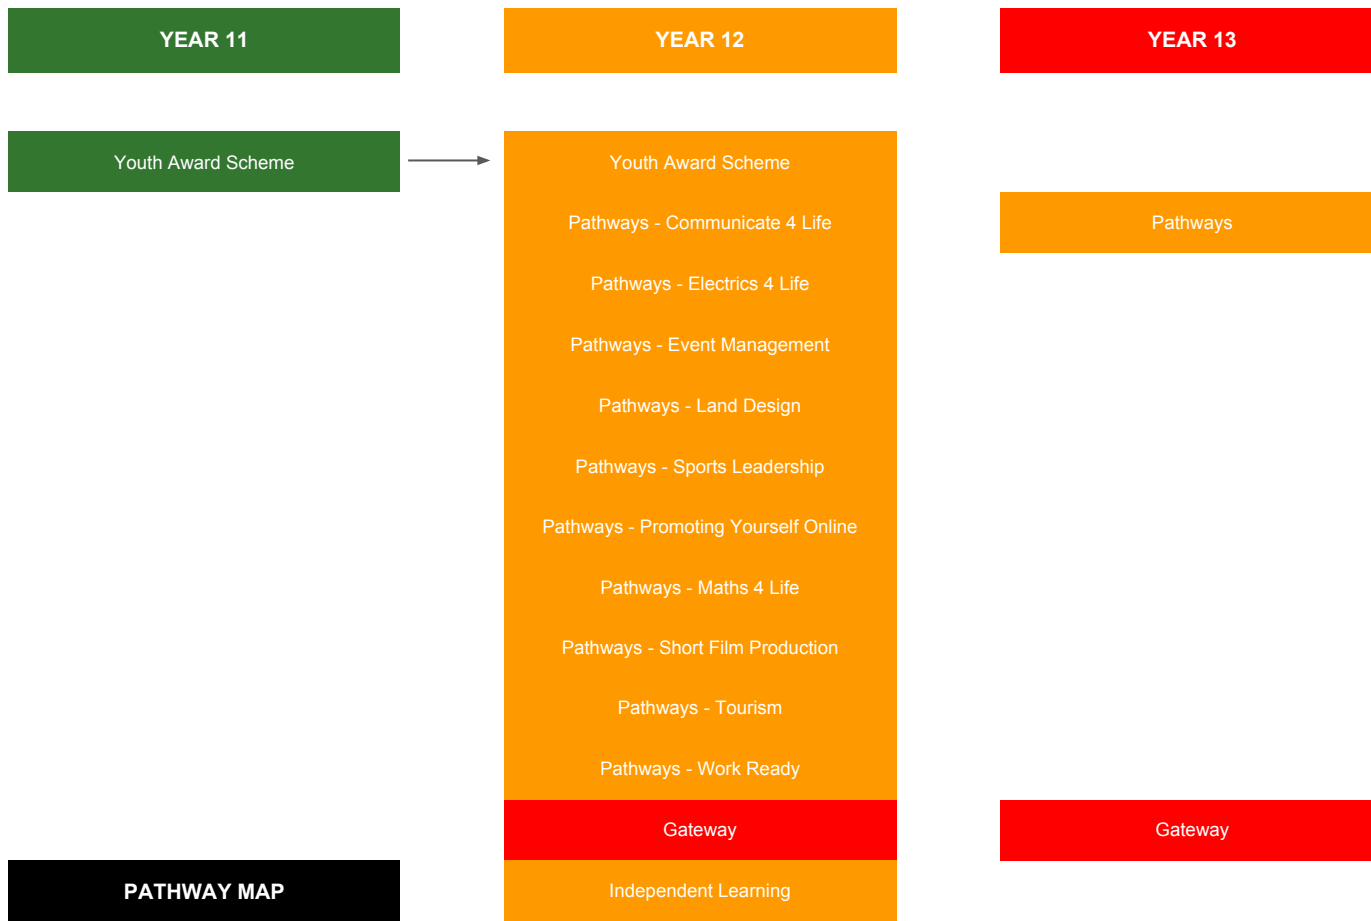 YEAR 11
YEAR 12
YEAR 13
Youth Award Scheme
Youth Award Scheme
Pathways - Communicate 4 Life
Pathways
Pathways - Electrics 4 Life
Pathways - Event Management
Pathways - Land Design
Pathways - Sports Leadership
Pathways - Promoting Yourself Online
Pathways - Maths 4 Life
Pathways - Short Film Production
Pathways - Tourism
Pathways - Work Ready
Gateway
Gateway
PATHWAY MAP
Independent Learning